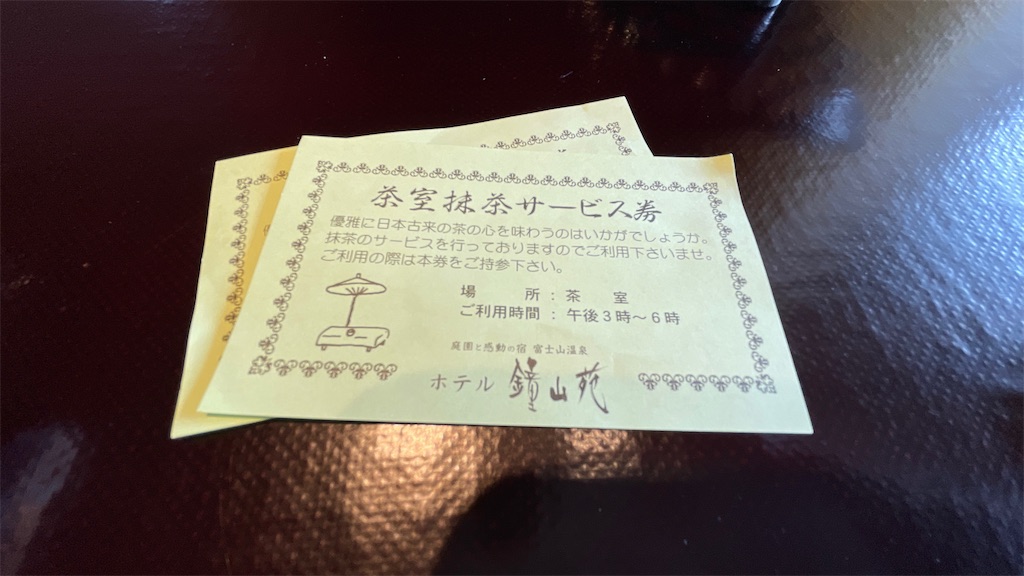 茶室抹茶サービス券
優雅に日本古来の茶の心を味わうのはいかがでしょうか。
抹茶のサービスを行っておりますのでご利用下さいませ。
ご利用の際は本券をご持参下さい。
場　　所 : 茶　室
ご利用時間 : 午後3時〜6時
庭園と感動の宿 富士山温泉
ホテル 鐘山苑